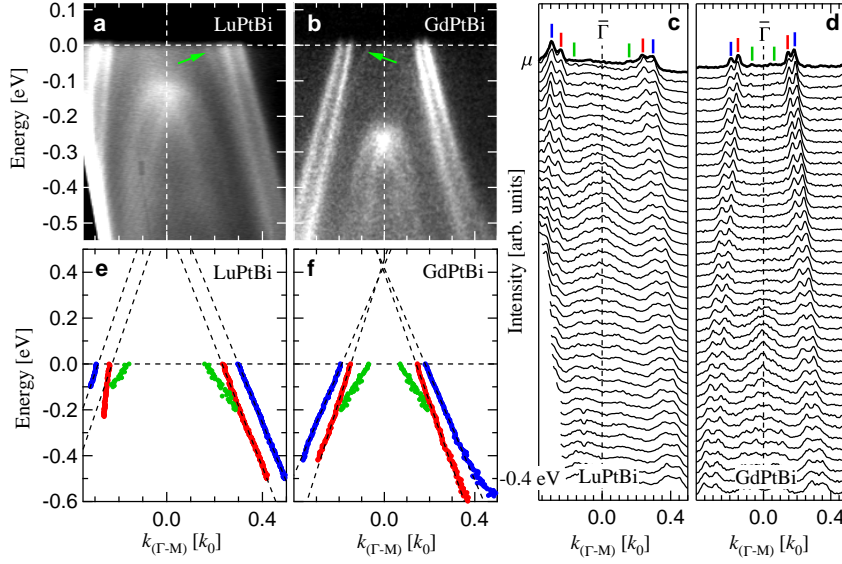 a LuPtBi
b GdPtBi
Energy [eV]
0.1
0.0
-0.1
-0.2
-0.3
-0.4
-0.5
e LuPtBi
f GdPtBi
Energy [eV]
0.4
0.2
0.0
-0.2
-0.4
-0.6
0.0 0.4
k(Γ-M) [k0]
0.0 0.4
k(Γ-M) [k0]
c
Γ̅
d
Γ̅
μ
Intensity [arb. units]
-0.4 eV
LuPtBi
GdPtBi
0.0 0.4
k(Γ-M) [k0]
0.0 0.4
k(Γ-M) [k0]